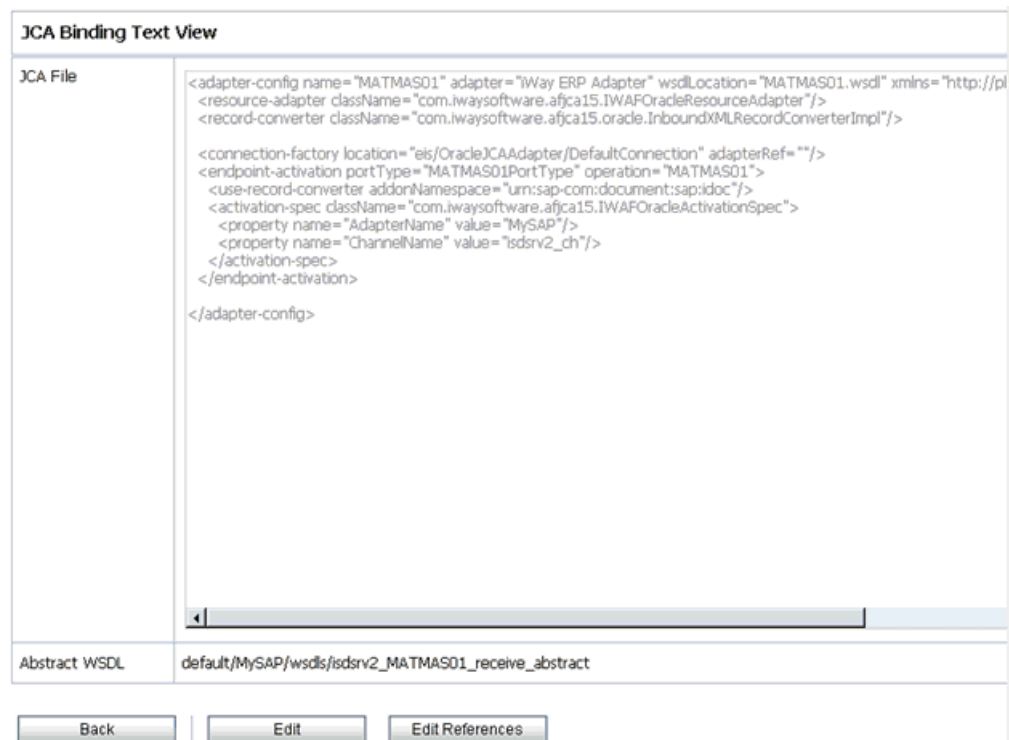 JCA Binding Text View
JCA File
<adapter-config name="MATMAS01" adapter="iWay ERP Adapter" wsdlLocation="MATMAS01.wsdl" xmlns="http://pl
<resource-adapter className="com.iwaysoftware.afjca15.IWAFOracleResourceAdapter"/>
<record-converter className="com.iwaysoftware.afjca15.oracle.InboundXMLRecordConverterImpl"/>
<connection-factory location="eis/OracleJCAAdapter/DefaultConnection" adapterRef=""/>
<endpoint-activation portType="MATMAS01PortType" operation="MATMAS01">
<use-record-converter addonNamespace="urn:sap-com:document:sap:idoc"/>
<activation-spec className="com.iwaysoftware.afjca15.IWAFOracleActivationSpec">
<property name="AdapterName" value="MySAP"/>
<property name="ChannelName" value="isdsrv2_ch"/>
</activation-spec>
</endpoint-activation>
</adapter-config>
Abstract WSDL default/MySAP/wsdls/isdsrv2_MATMAS01_receive_abstract
Back Edit Edit References